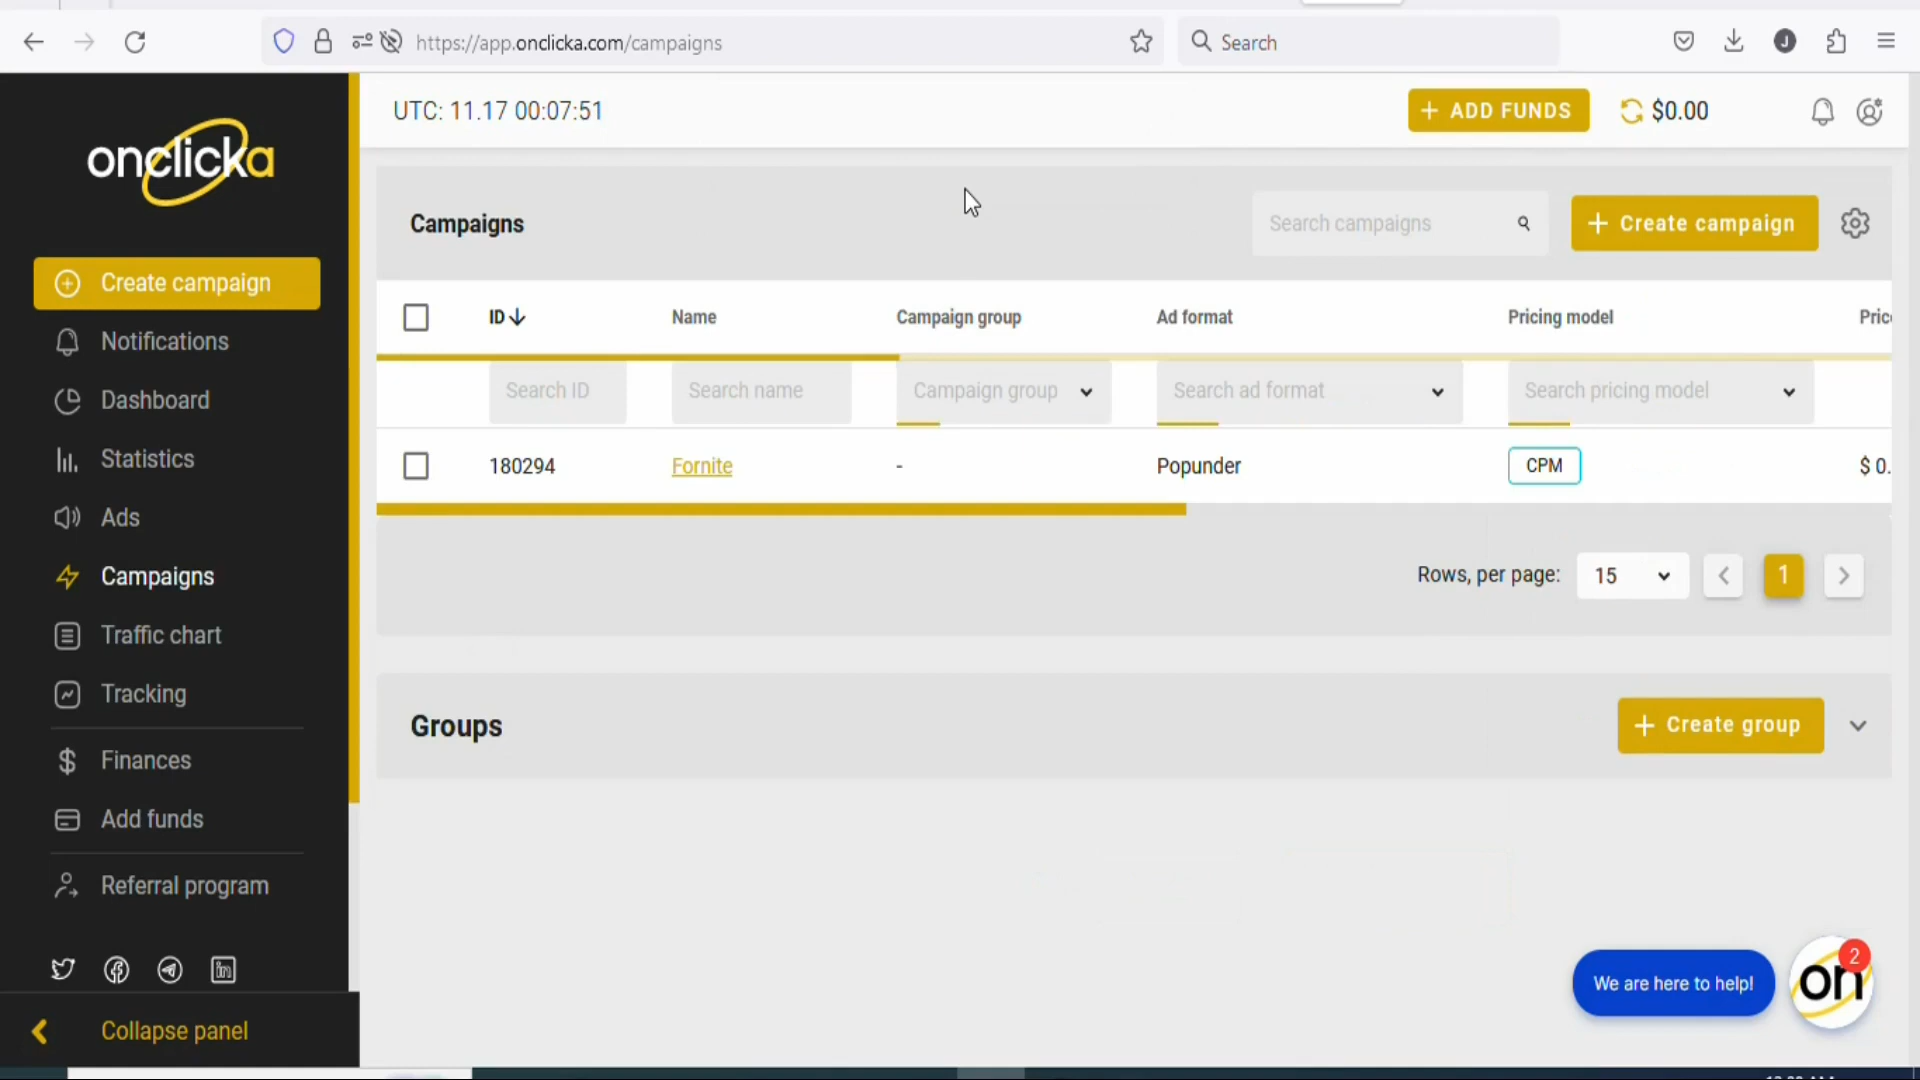 https://app.onclicka.com/campaigns
Search
J
UTC: 11.17 00:07:51
+ ADD FUNDS
$0.00
onclicka
Campaigns
Search campaigns
+ Create campaign
Create campaign
ID
Name
Campaign group
Ad format
Pricing model
Pric
Notifications
Search ID
Search name
Campaign group
Search ad format
Search pricing model
Dashboard
Statistics
180294
Fornite
-
Popunder
CPM
$ 0.
Ads
Campaigns
Rows, per page:
15
1
Traffic chart
Tracking
Groups
+ Create group
Finances
Add funds
Referral program
We are here to help!
on
2
Collapse panel